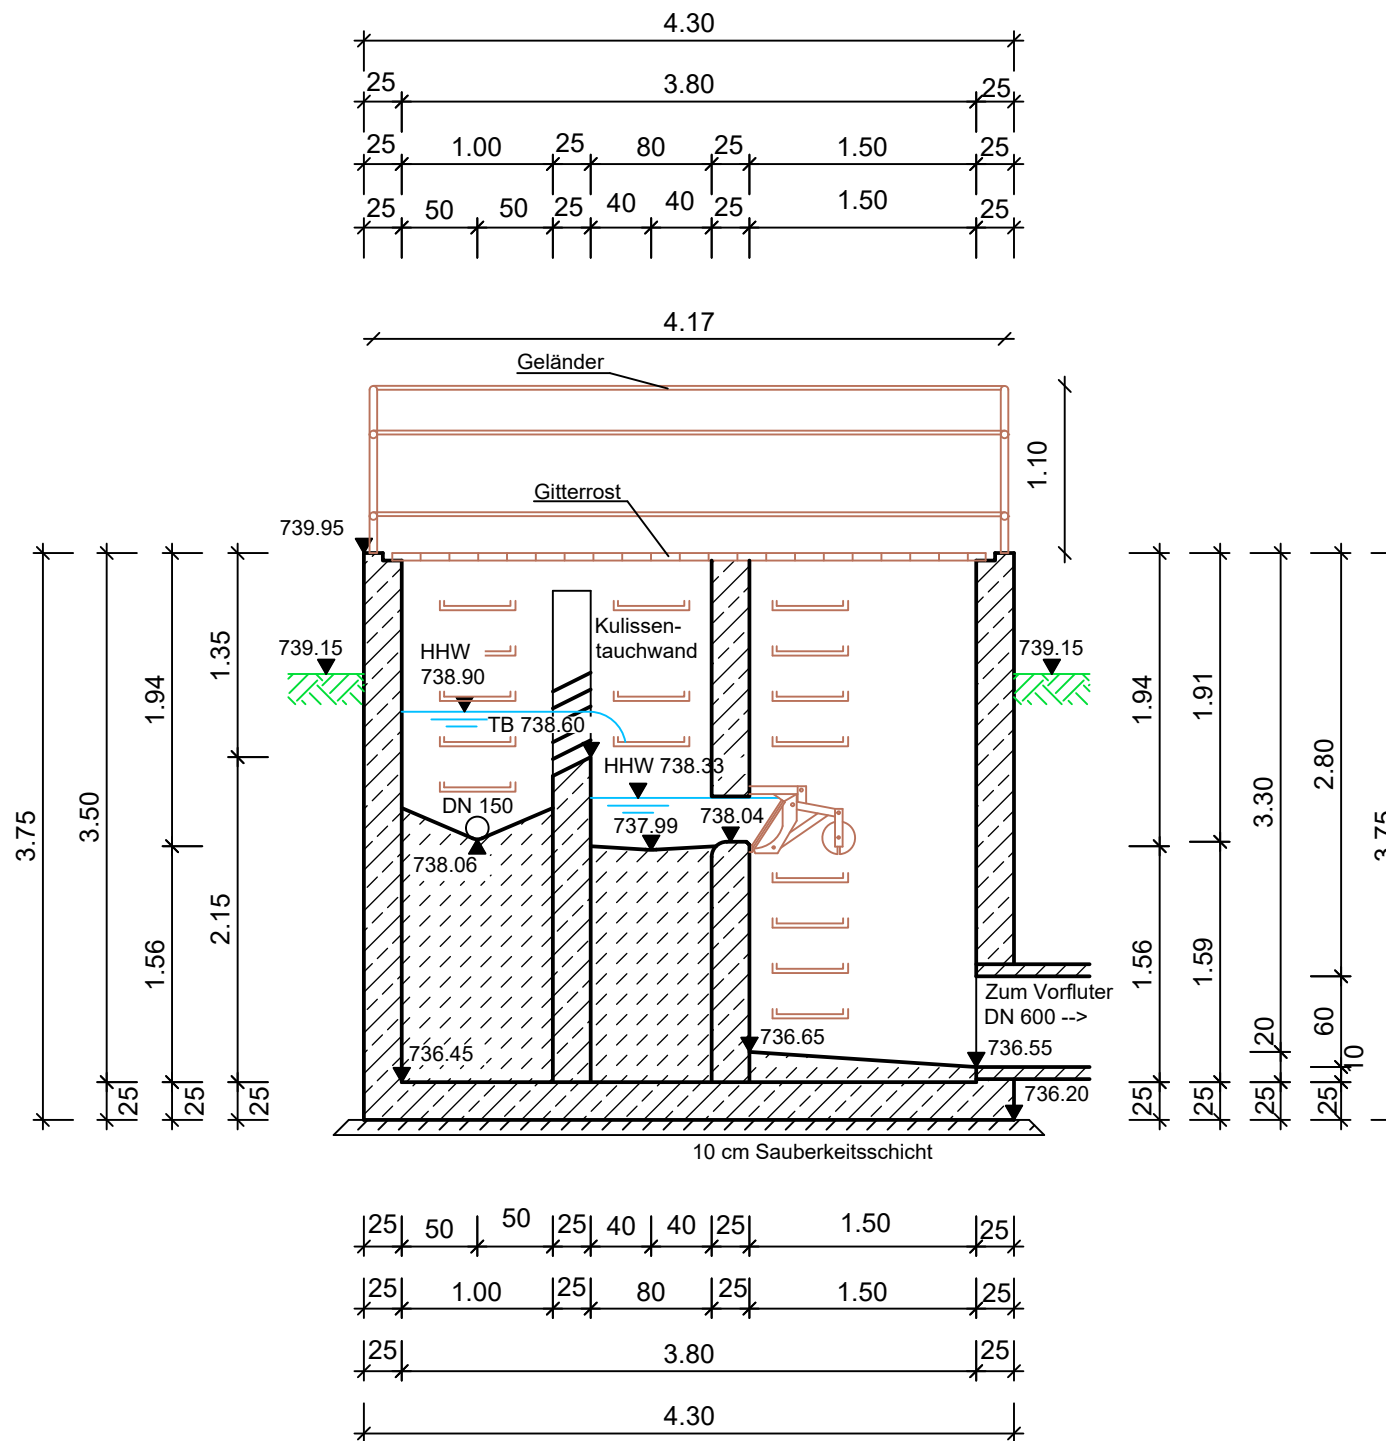 4.30
25 3.80 25
25 1.00 25 80 25 1.50 25
25 50 50 25 40 40 25 1.50 25
4.17
Geländer
1.10
Gitterrost
739.95
Kulissen-
tauchwand
739.15
HHW
738.90
739.15
TB 738.60
HHW 738.33
DN 150
737.99
738.04
738.06
Zum Vorfluter
DN 600 -->
736.65
736.45
736.55
736.20
10 cm Sauberkeitsschicht
3.75
3.50
25
1.94
1.56
25
1.35
2.15
25
1.94
1.56
25
1.91
1.59
25
3.30
20
25
2.80
60
10
25
3.75
25 50 50 25 40 40 25 1.50 25
25 1.00 25 80 25 1.50 25
25 3.80 25
4.30